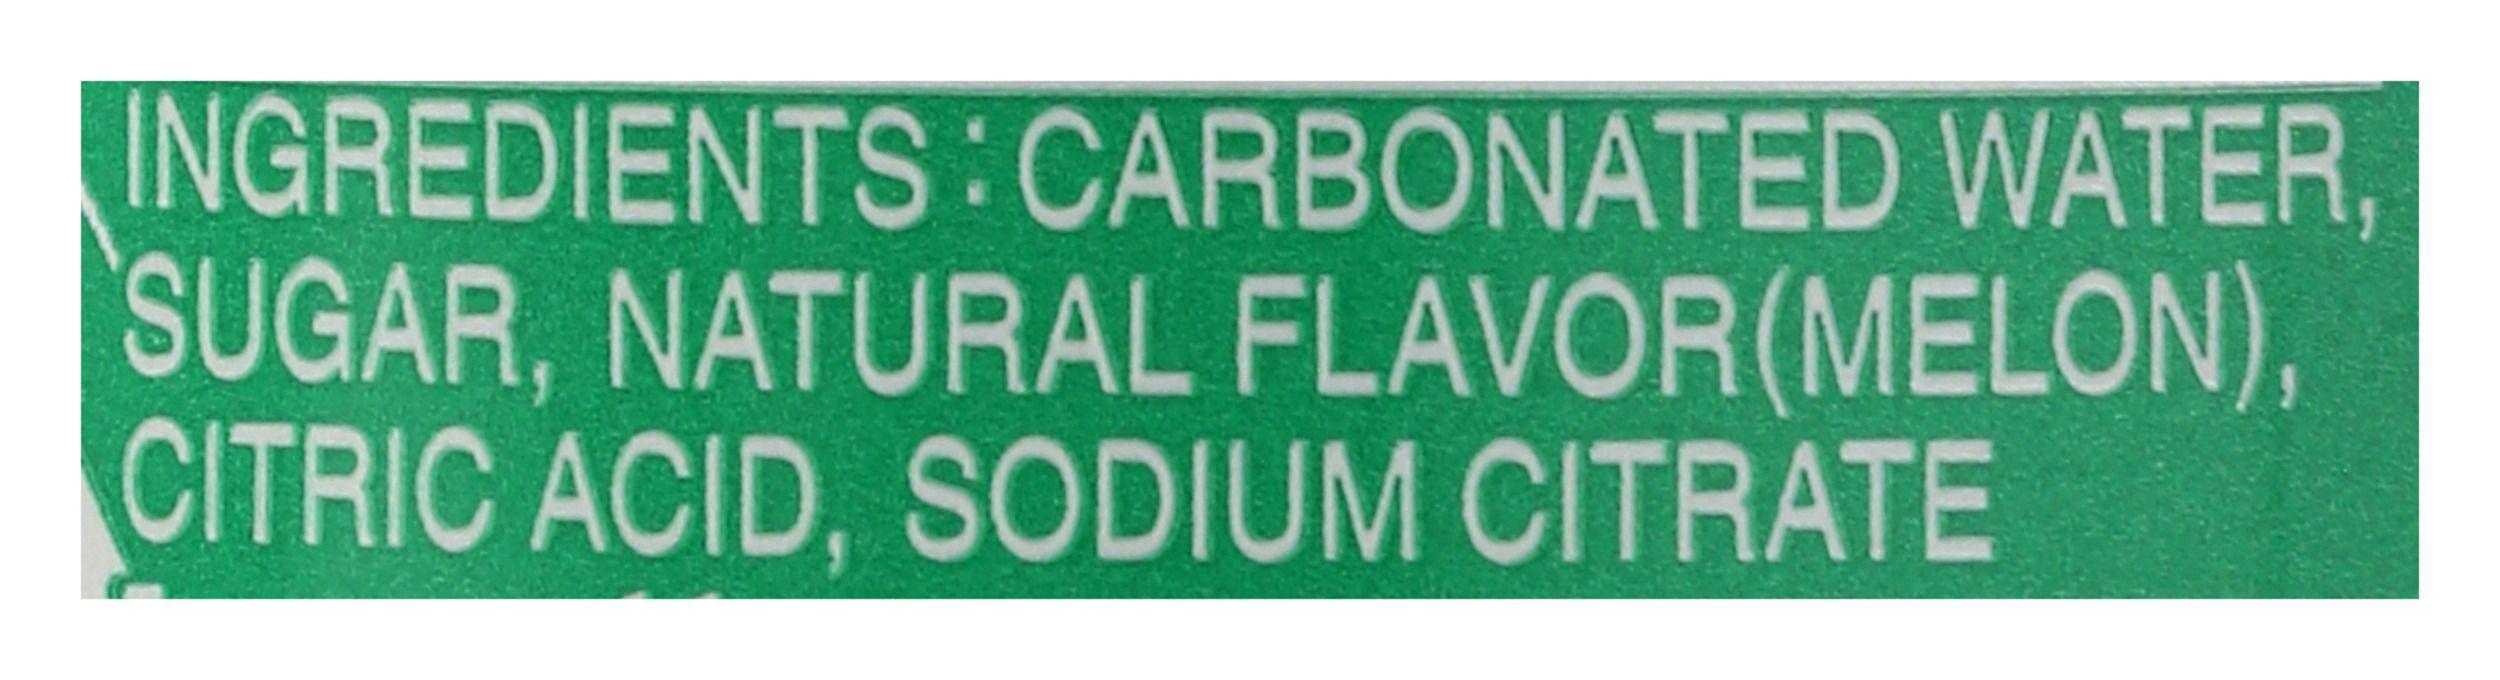 INGREDIENTS : CARBONATED WATER,
SUGAR, NATURAL FLAVOR(MELON),
CITRIC ACID, SODIUM CITRATE